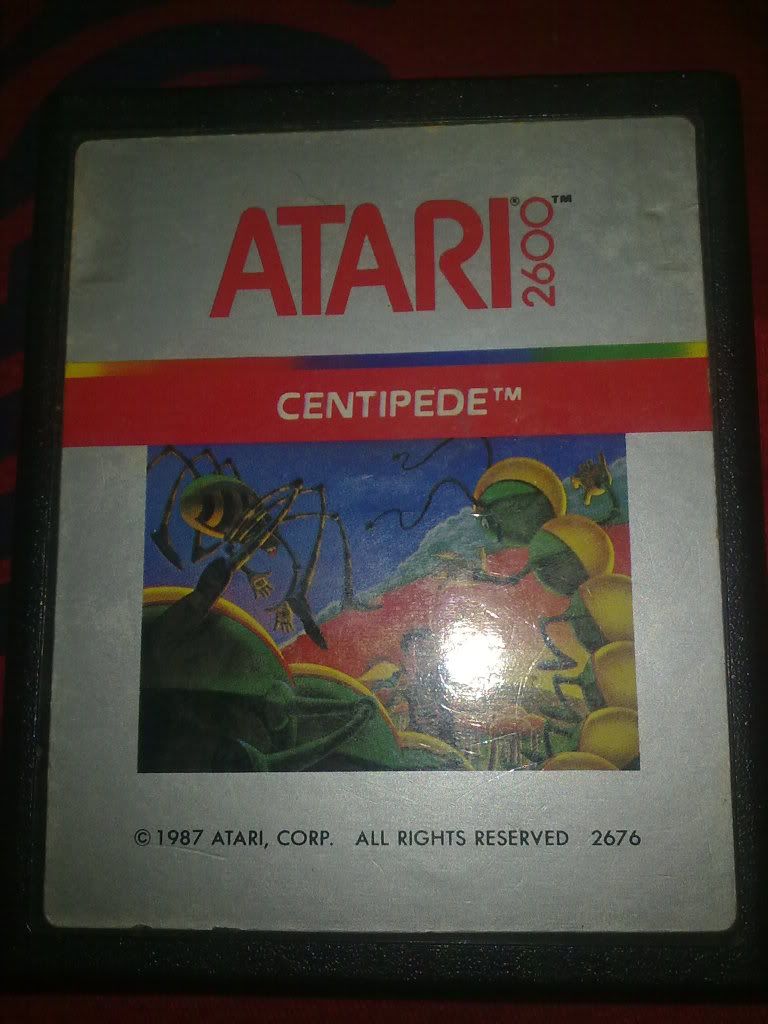 ATARI® 2600™
CENTIPEDE™
© 1987 ATARI, CORP. ALL RIGHTS RESERVED 2676